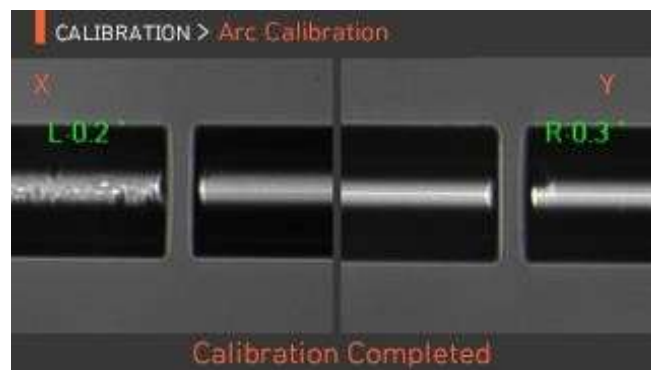 CALIBRATION > Arc Calibration
X
Y
L:0.2°
R:0.3°
Calibration Completed